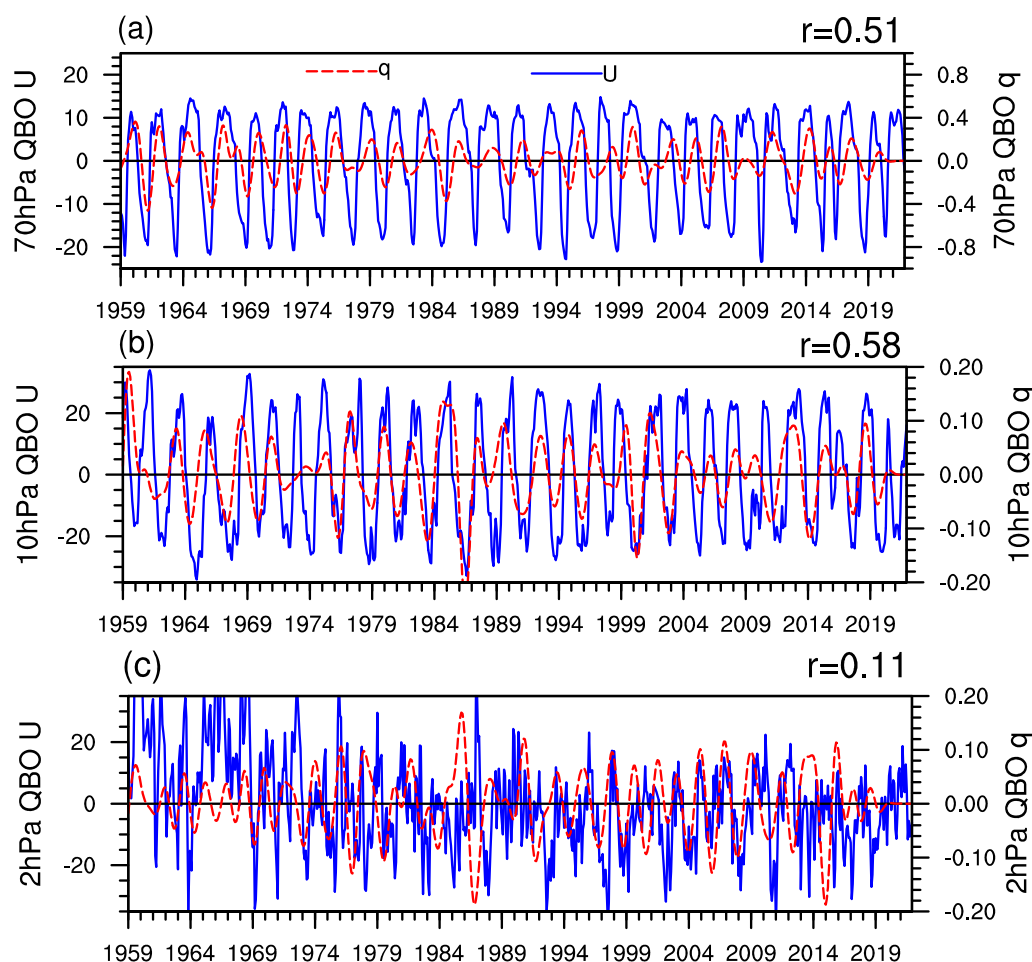 (a)
r=0.51
q
U
70hPa QBO U
20
10
0
-10
-20
0.8
0.4
0.0
-0.4
-0.8
70hPa QBO q
1959 1964 1969 1974 1979 1984 1989 1994 1999 2004 2009 2014 2019
(b)
r=0.58
10hPa QBO U
20
0
-20
0.20
0.10
0.00
-0.10
-0.20
10hPa QBO q
1959 1964 1969 1974 1979 1984 1989 1994 1999 2004 2009 2014 2019
(c)
r=0.11
2hPa QBO U
20
0
-20
0.20
0.10
0.00
-0.10
-0.20
2hPa QBO q
1959 1964 1969 1974 1979 1984 1989 1994 1999 2004 2009 2014 2019